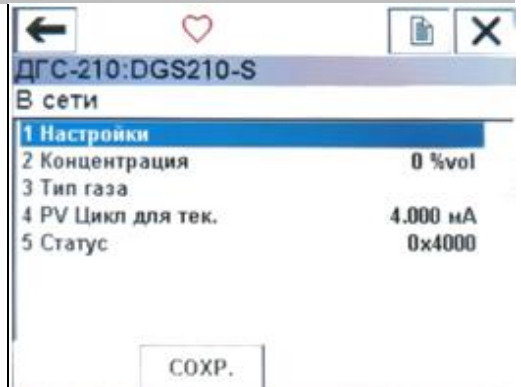 ДГС-210:DGS210-S
В сети
1 Настройки
2 Концентрация 0 %vol
3 Тип газа
4 PV Цикл для тек. 4.000 мА
5 Статус 0x4000
СОХР.